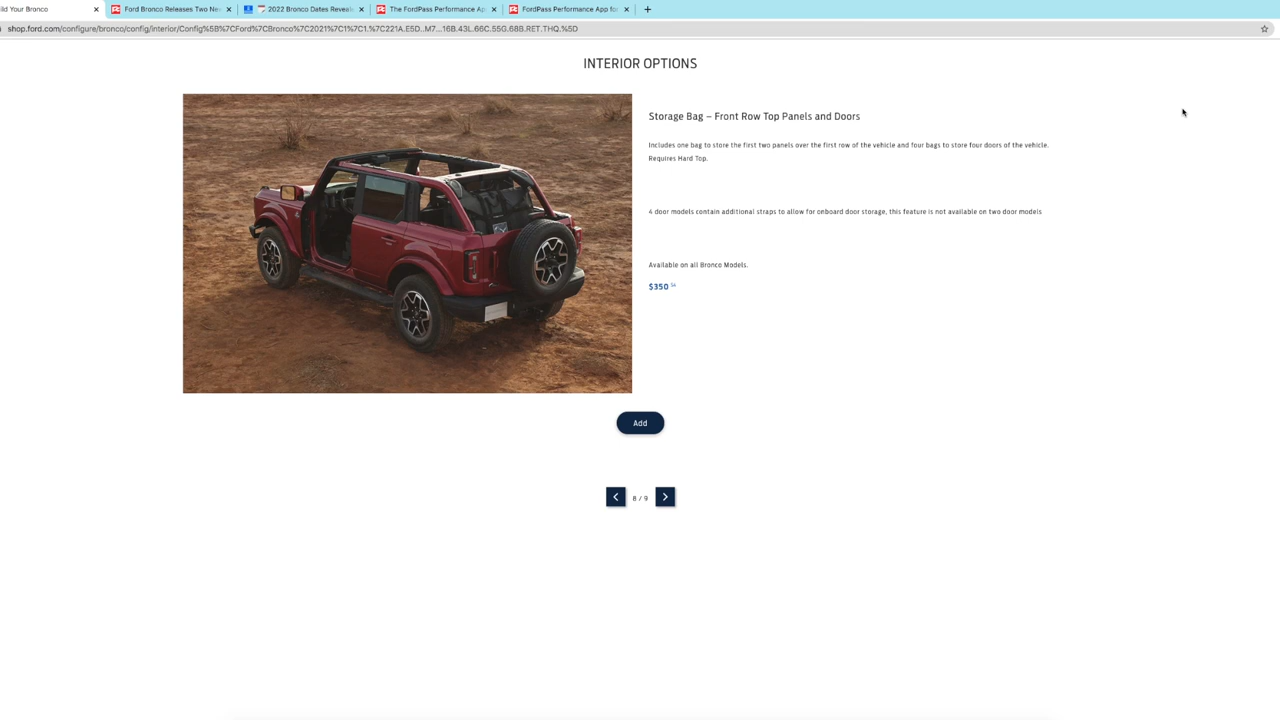 ild Your Bronco
Ford Bronco Releases Two Ne
2022 Bronco Dates Reveal
The FordPass Performance Ap
FordPass Performance App fo
shop.ford.com/configure/bronco/config/interior/Config%5B%7CFord%7CBronco%7C2021%7C1%7C1.%7C221A.E5D..M7...16B.43L.66C.55G.68B.RET.THQ.%5D
INTERIOR OPTIONS
Storage Bag – Front Row Top Panels and Doors
Includes one bag to store the first two panels over the first row of the vehicle and four bags to store four doors of the vehicle.
Requires Hard Top.
4 door models contain additional straps to allow for onboard door storage, this feature is not available on two door models
Available on all Bronco Models.
$350
Add
8 / 9